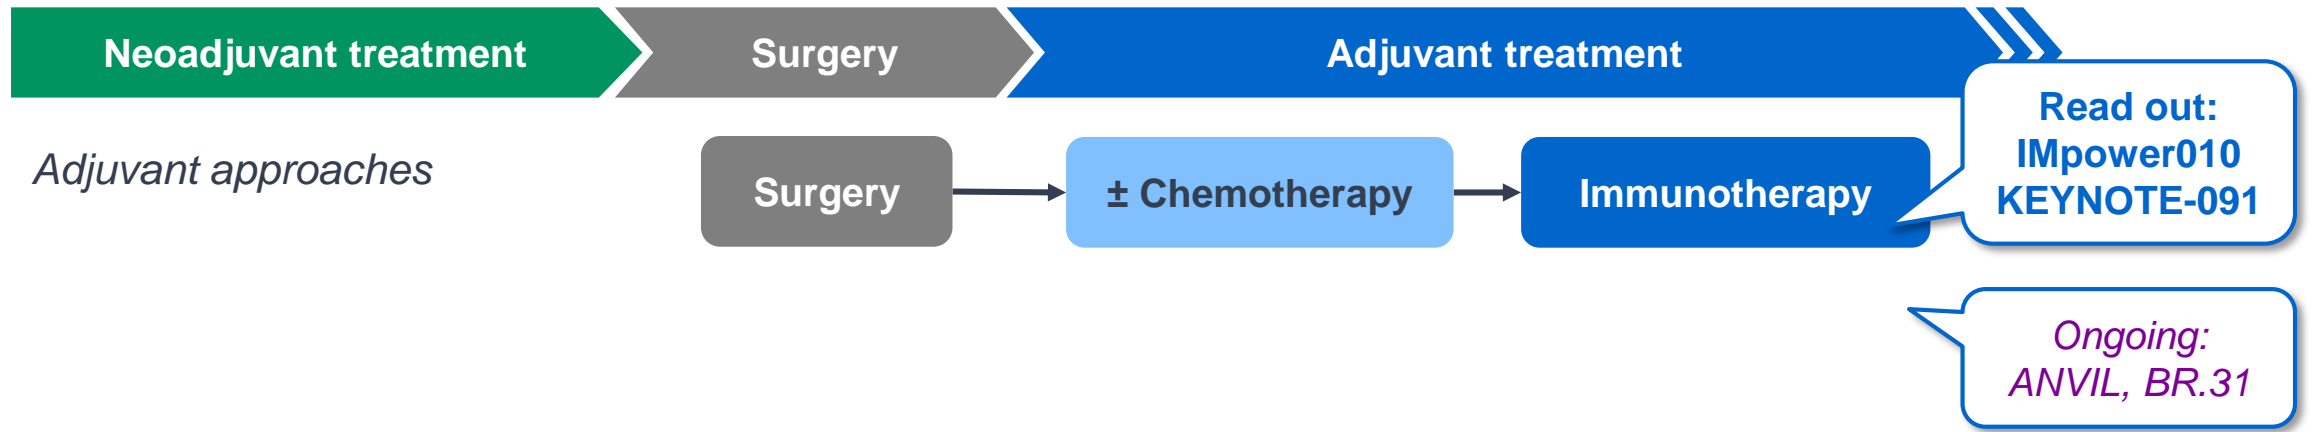 Neoadjuvant treatment
Surgery
Adjuvant treatment
Adjuvant approaches
Surgery
± Chemotherapy
Immunotherapy
Read out:
IMpower010
KEYNOTE-091
Ongoing:
ANVIL, BR.31